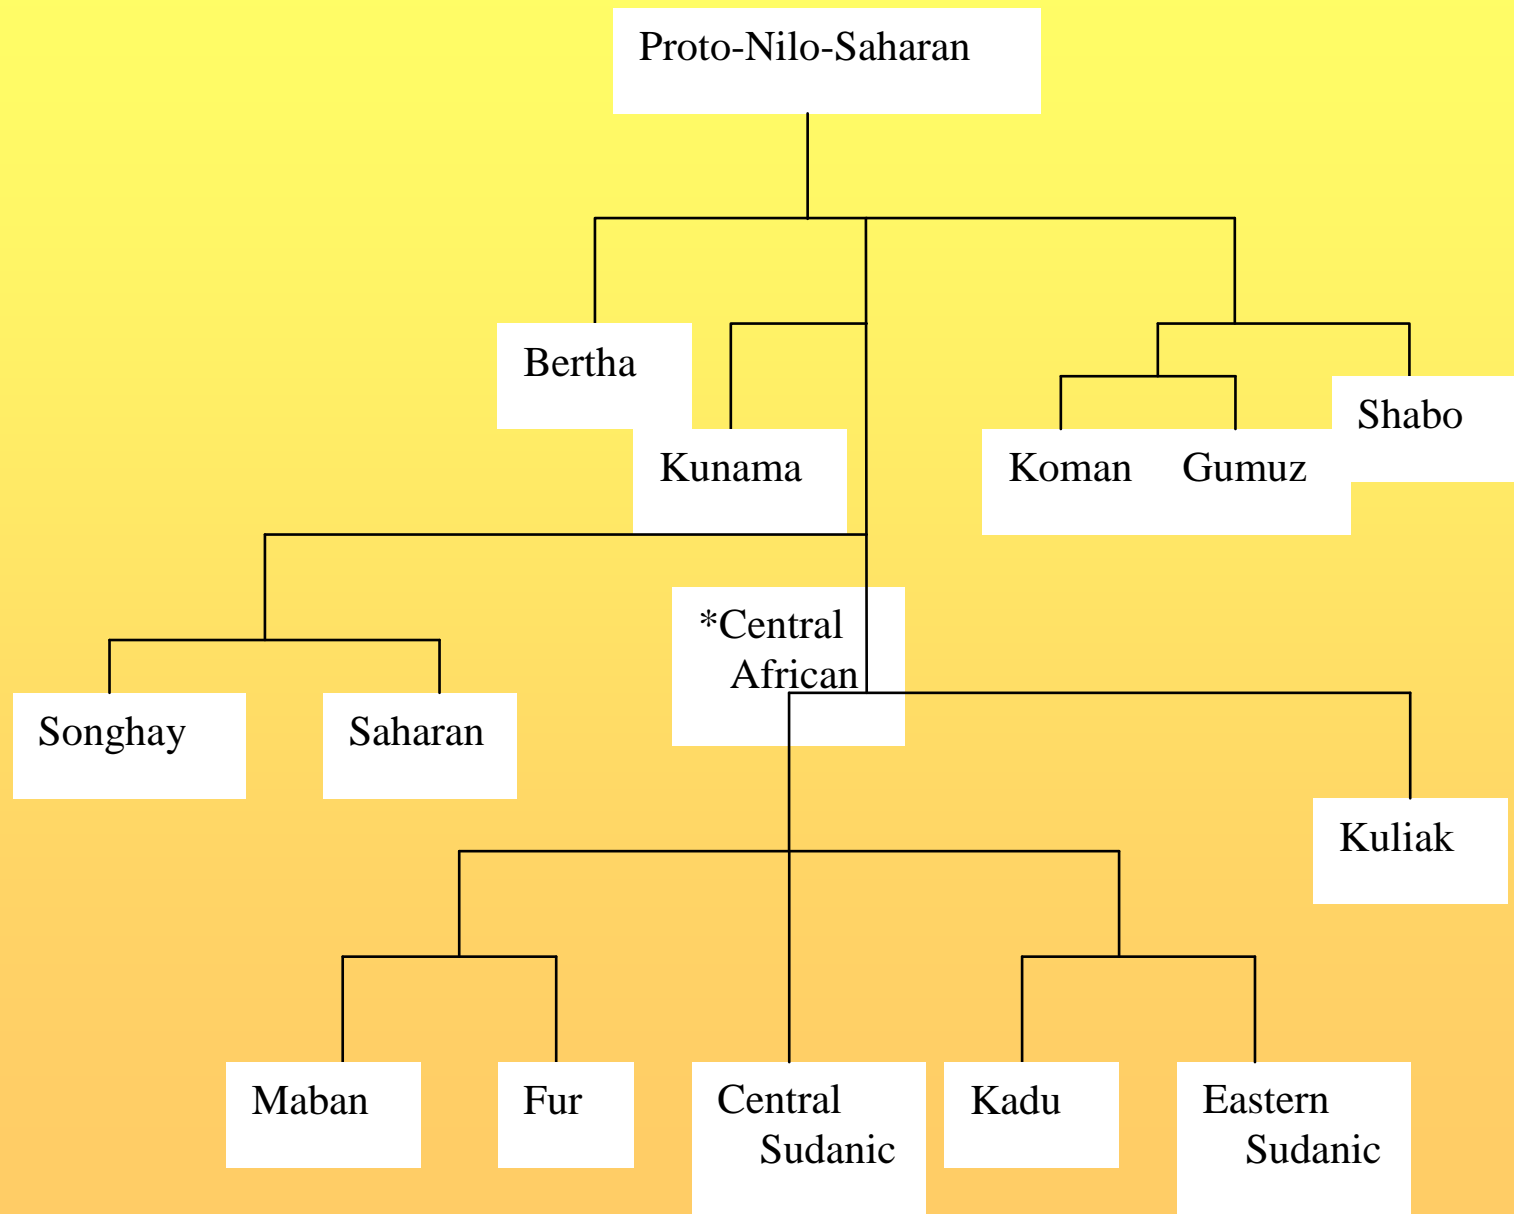 Proto-Nilo-Saharan
Bertha
Shabo
Kunama
Koman
Gumuz
*Central
African
Songhay
Saharan
Kuliak
Maban
Fur
Central
Sudanic
Kadu
Eastern
Sudanic